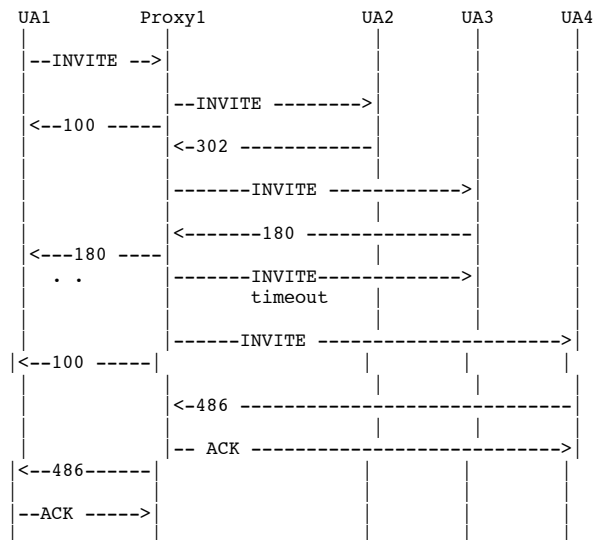 UA1 Proxy1 UA2 UA3 UA4
--INVITE -->
--INVITE -------->
<--100 -----
<-302 ------------
-------INVITE ------------->
<-------180 ---------------
<---180 ----
. . -------INVITE------------->
timeout
------INVITE ---------------------->
<--100 -----
<-486 ------------------------------
-- ACK ---------------------------->
<--486------
--ACK ----->